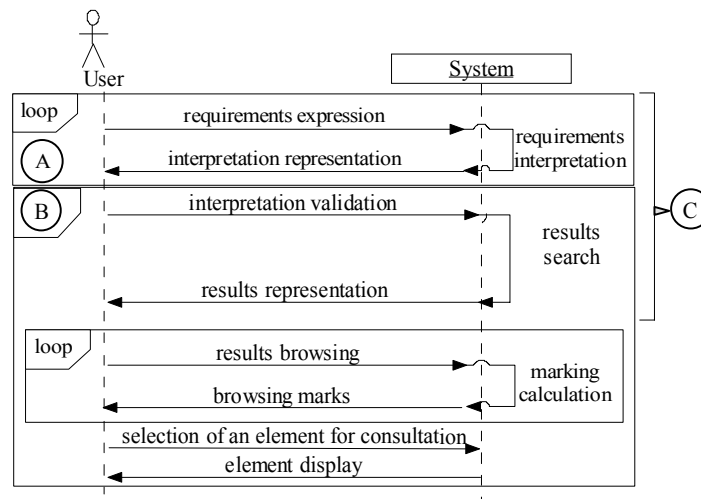 User
System
loop
requirements expression
requirements
interpretation
A
interpretation representation
B
interpretation validation
C
results
search
results representation
loop
results browsing
marking
calculation
browsing marks
selection of an element for consultation
element display